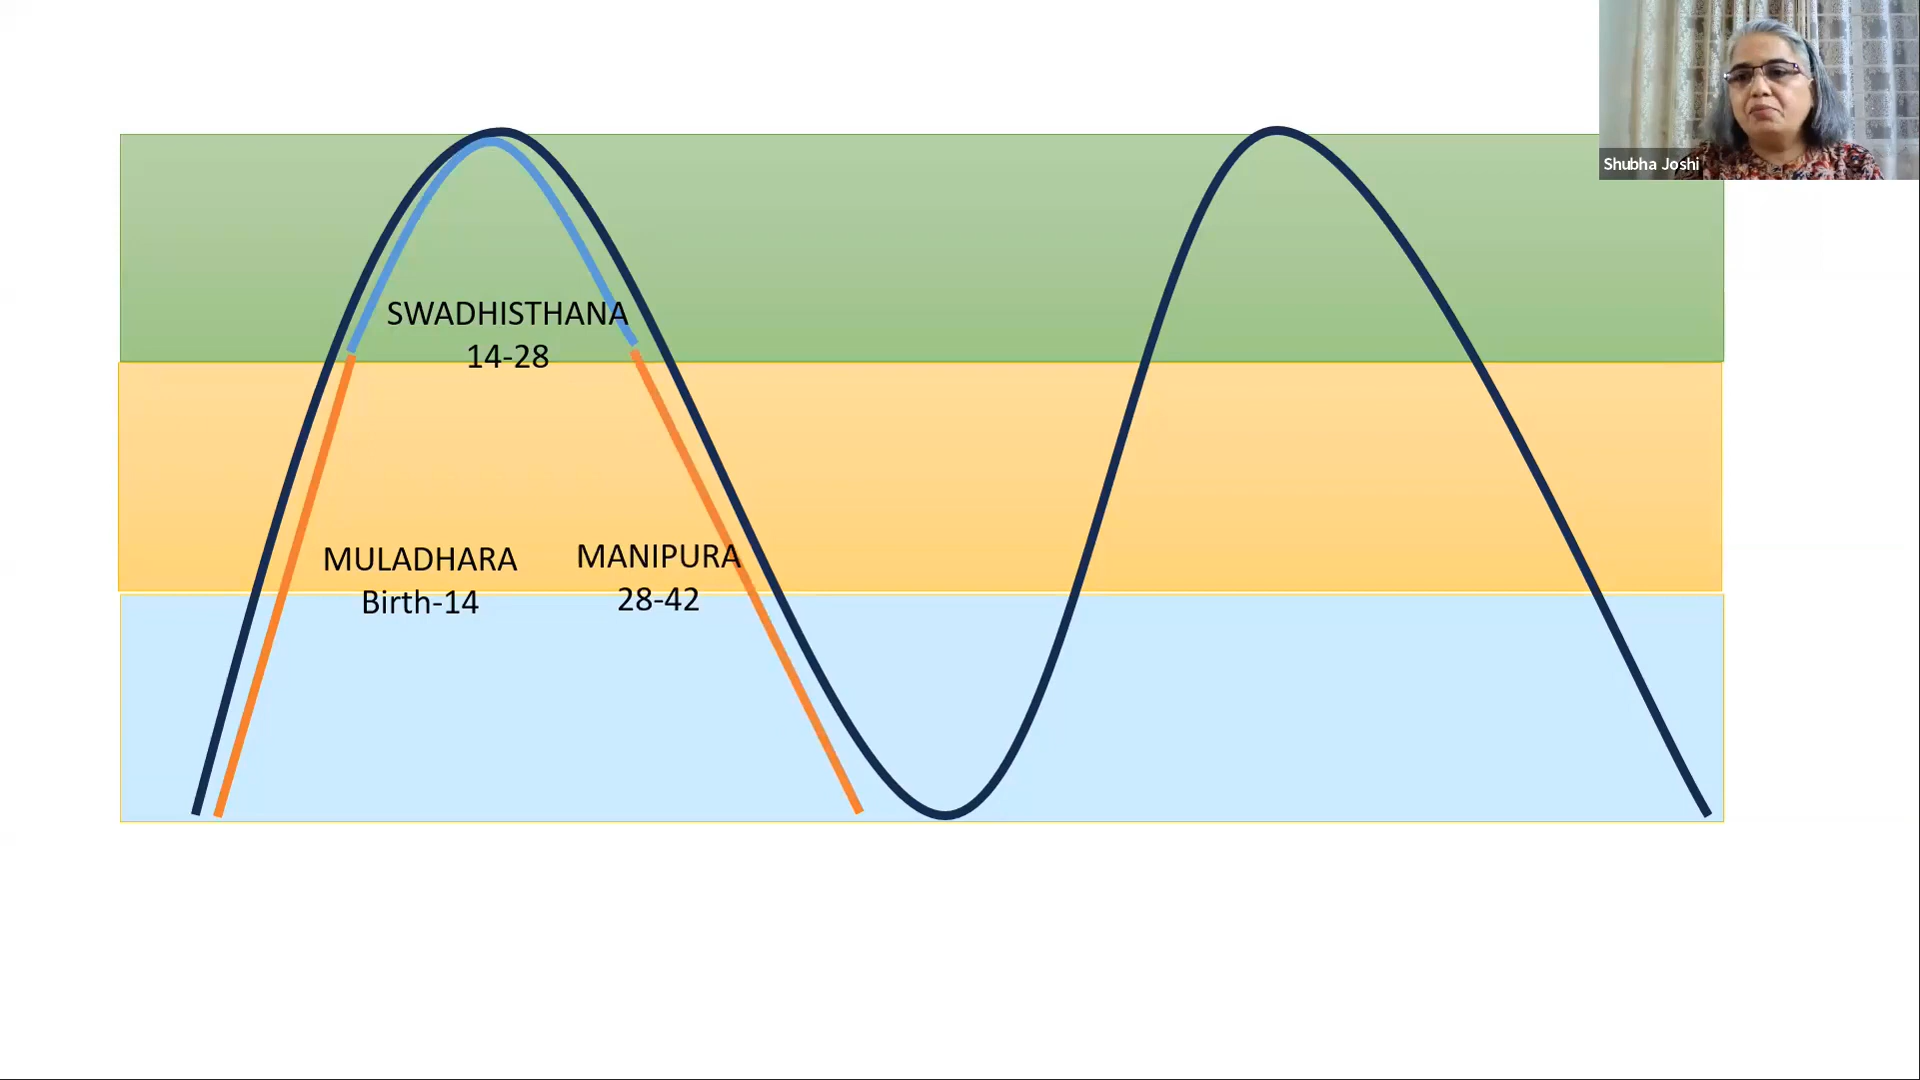 Shubha Joshi
SWADHISTHANA
14-28
MULADHARA
Birth-14
MANIPURA
28-42